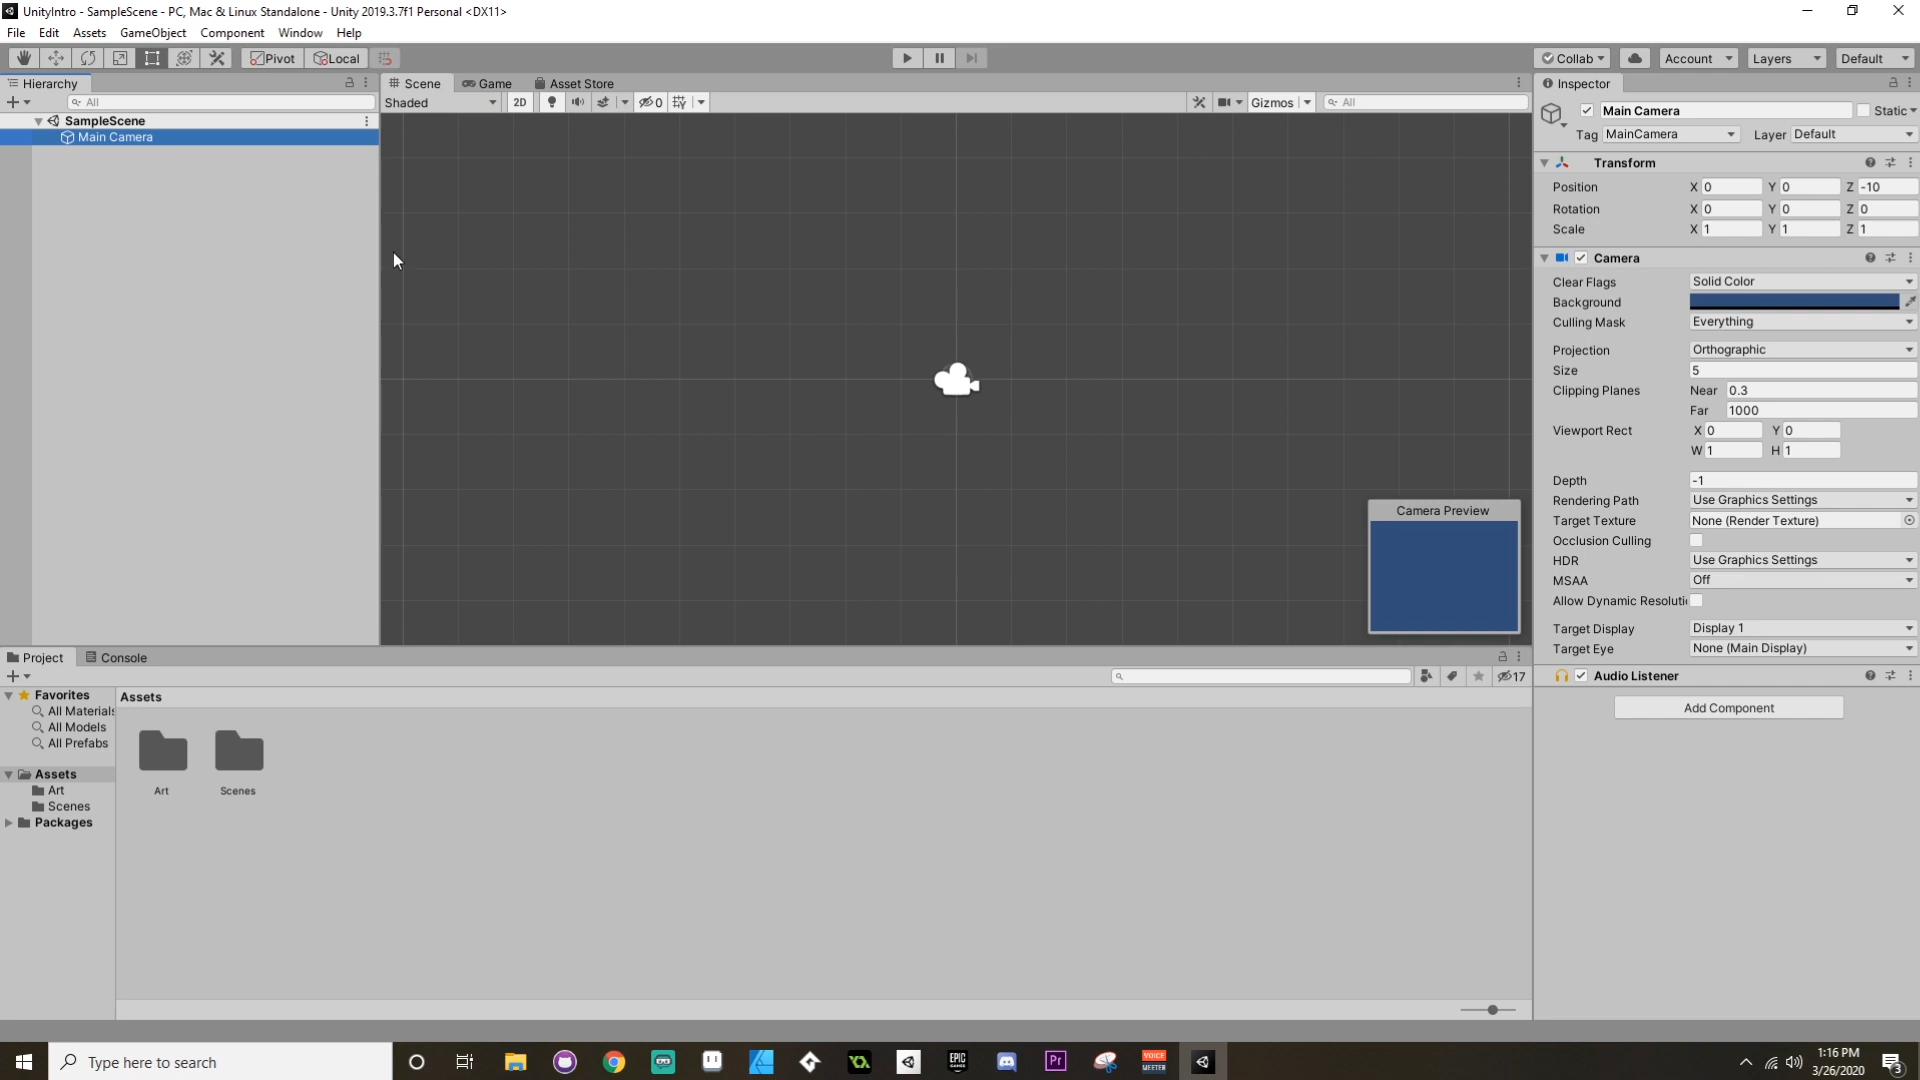 UnityIntro - SampleScene - PC, Mac & Linux Standalone - Unity 2019.3.7f1 Personal <DX11>
File Edit Assets GameObject Component Window Help
Pivot Local Collab Account Layers Default
Hierarchy
All
SampleScene
Main Camera
Scene Game Asset Store
Shaded 2D 0 Gizmos All
Camera Preview
Inspector
Main Camera Static
Tag MainCamera Layer Default
Transform
Position X 0 Y 0 Z -10
Rotation X 0 Y 0 Z 0
Scale X 1 Y 1 Z 1
Camera
Clear Flags Solid Color
Background
Culling Mask Everything
Projection Orthographic
Size 5
Clipping Planes Near 0.3
Far 1000
Viewport Rect X 0 Y 0
W 1 H 1
Depth -1
Rendering Path Use Graphics Settings
Target Texture None (Render Texture)
Occlusion Culling
HDR Use Graphics Settings
MSAA Off
Allow Dynamic Resoluti
Target Display Display 1
Target Eye None (Main Display)
Audio Listener
Add Component
Project Console
17
Favorites
All Materials
All Models
All Prefabs
Assets
Art
Scenes
Packages
Assets
Art Scenes
Type here to search
EPIC GAMES
Pr
VOICE MEETER
1:16 PM
3/26/2020
3